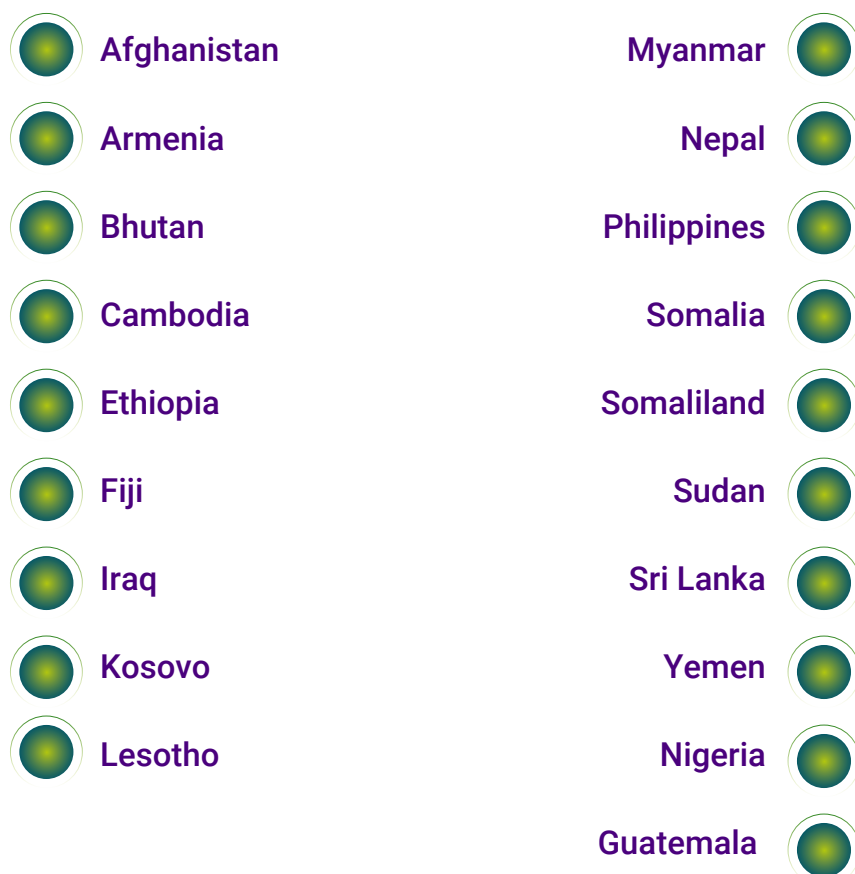 Afghanistan
Armenia
Bhutan
Cambodia
Ethiopia
Fiji
Iraq
Kosovo
Lesotho
Myanmar
Nepal
Philippines
Somalia
Somaliland
Sudan
Sri Lanka
Yemen
Nigeria
Guatemala